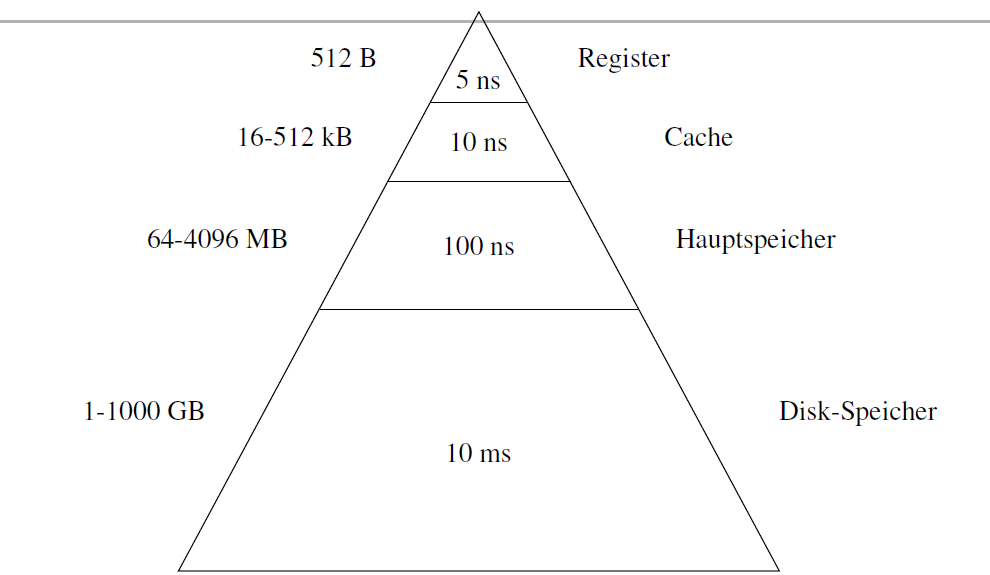 512 B
5 ns
Register
16-512 kB
10 ns
Cache
64-4096 MB
100 ns
Hauptspeicher
1-1000 GB
10 ms
Disk-Speicher